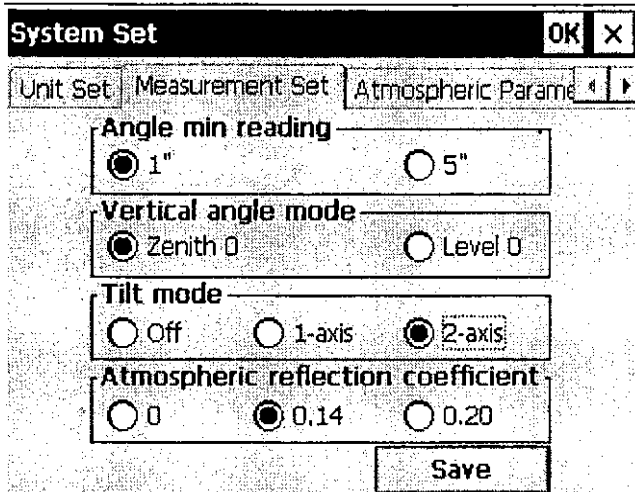 System Set OK ×
Unit Set Measurement Set Atmospheric Parame
Angle min reading
1" 5"
Vertical angle mode
Zenith 0 Level 0
Tilt mode
Off 1-axis 2-axis
Atmospheric reflection coefficient
0 0.14 0.20
Save